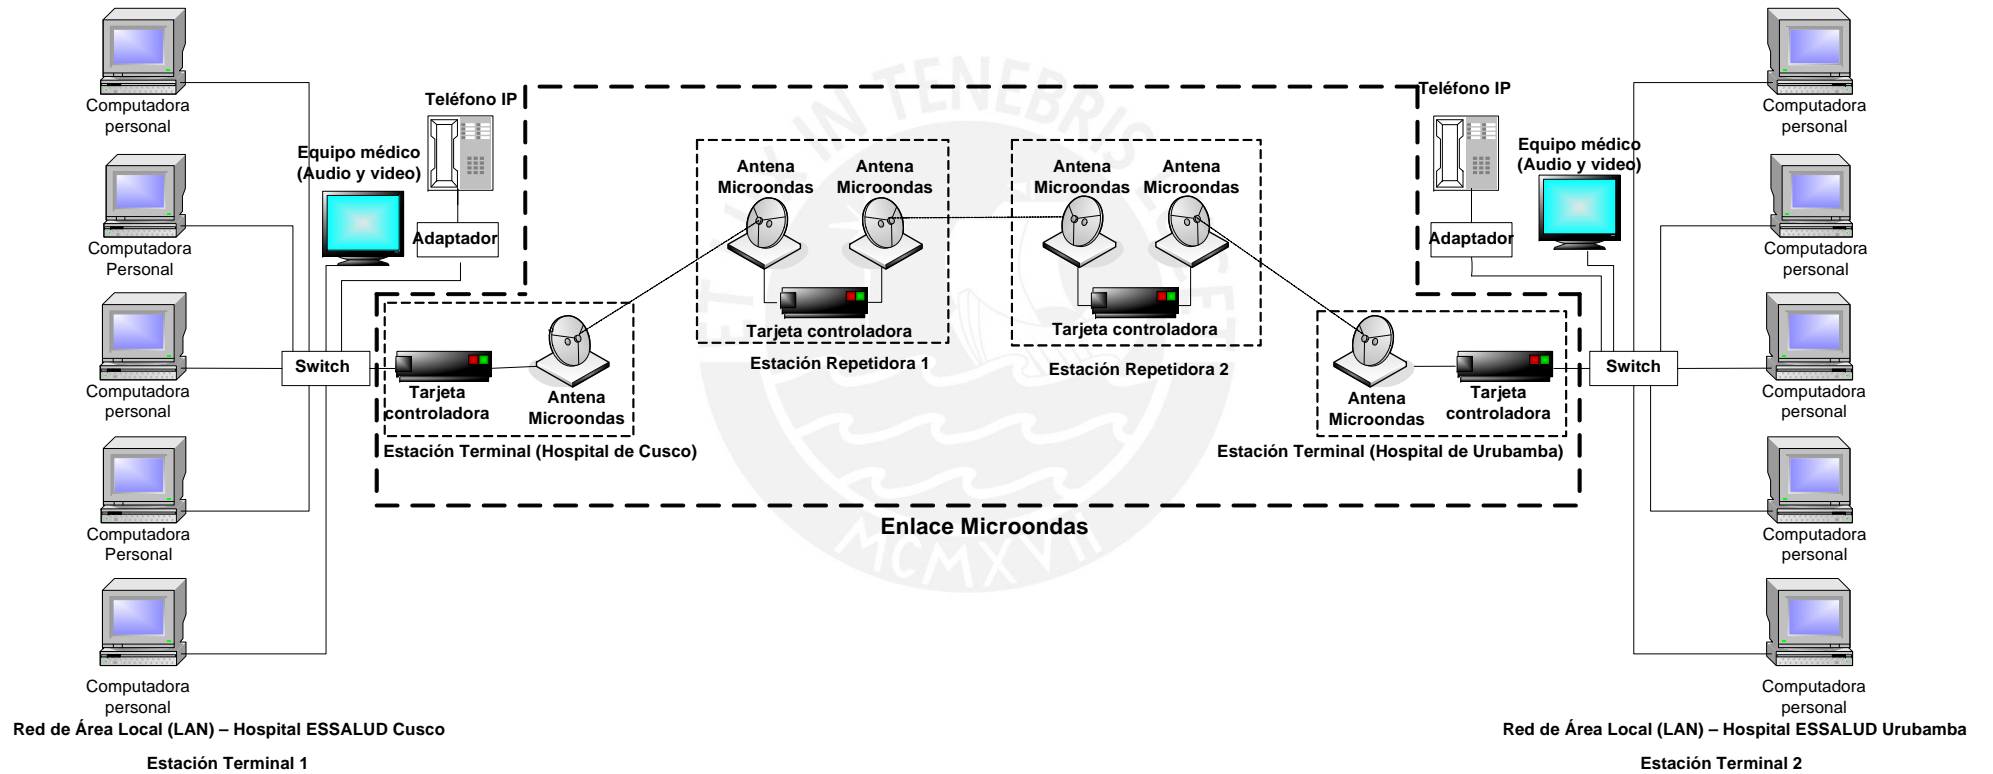 Computadora
personal
Computadora
Personal
Computadora
personal
Computadora
Personal
Computadora
personal
Red de Área Local (LAN) – Hospital ESSALUD Cusco
Estación Terminal 1
Teléfono IP
Equipo médico
(Audio y video)
Adaptador
Switch
Tarjeta
controladora
Antena
Microondas
Estación Terminal (Hospital de Cusco)
Antena
Microondas
Antena
Microondas
Tarjeta controladora
Estación Repetidora 1
Antena
Microondas
Antena
Microondas
Tarjeta controladora
Estación Repetidora 2
Antena
Microondas
Tarjeta
controladora
Estación Terminal (Hospital de Urubamba)
Enlace Microondas
Teléfono IP
Equipo médico
(Audio y video)
Adaptador
Switch
Computadora
personal
Computadora
personal
Computadora
personal
Computadora
personal
Computadora
personal
Red de Área Local (LAN) – Hospital ESSALUD Urubamba
Estación Terminal 2
IN TENEBRIS
MCMXVII